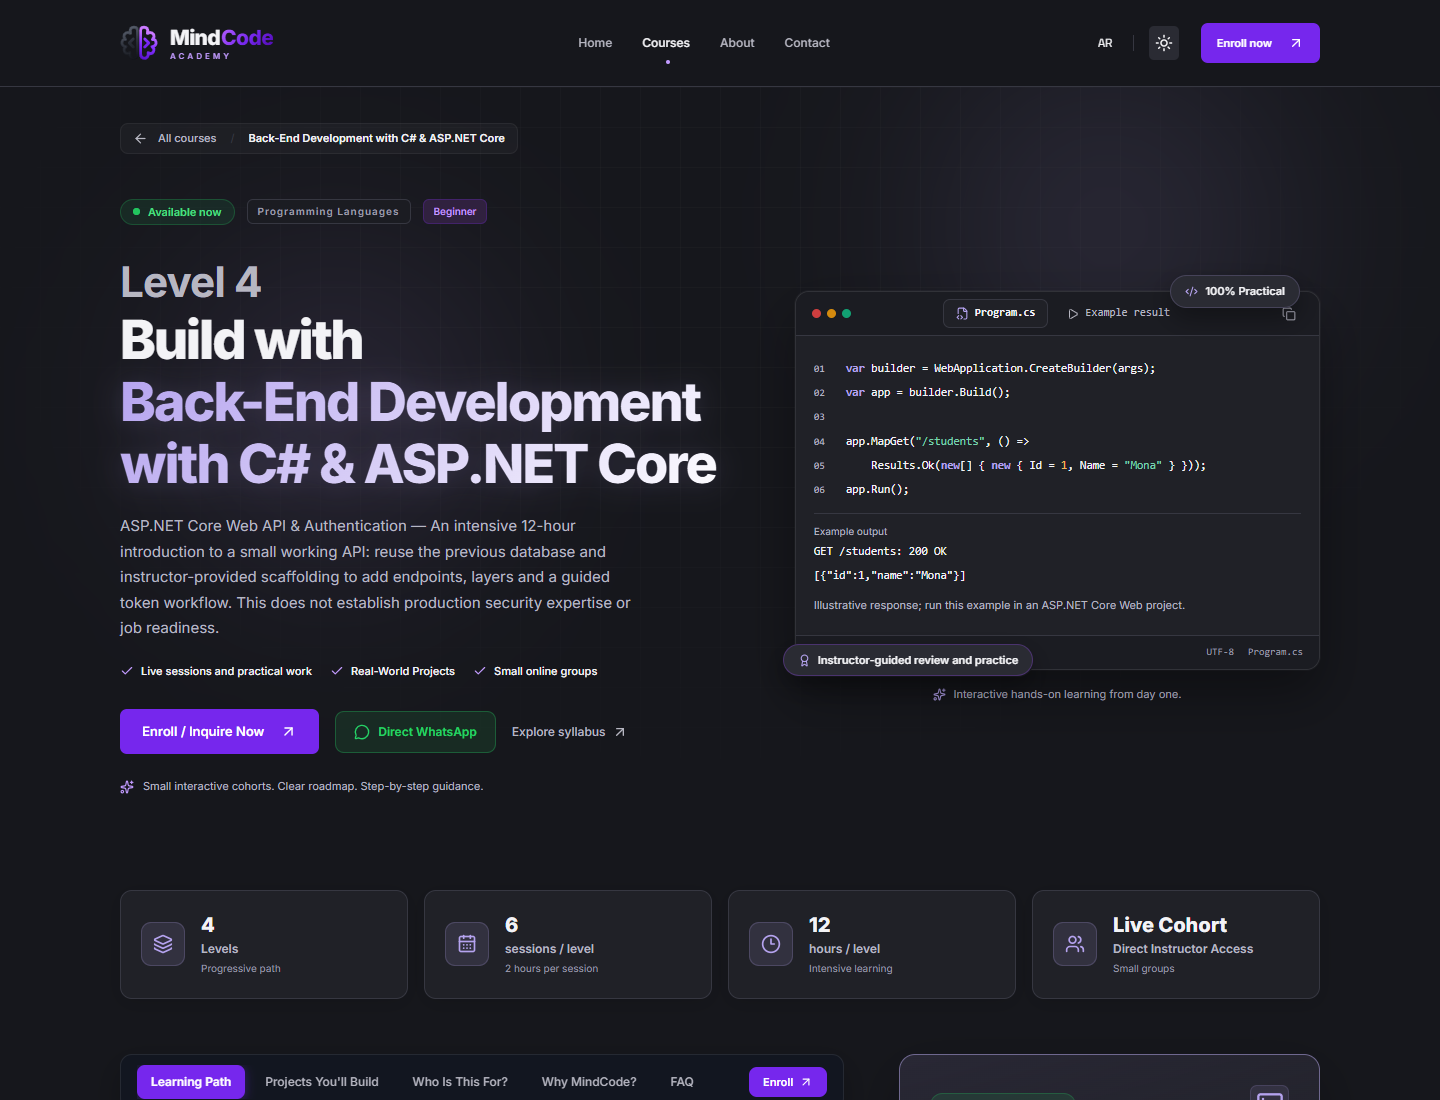 MindCode
ACADEMY
Home
Courses
About
Contact
AR
Enroll now
All courses / Back-End Development with C# & ASP.NET Core
Available now
Programming Languages
Beginner
Level 4
Build with
Back-End Development
with C# & ASP.NET Core
ASP.NET Core Web API & Authentication — An intensive 12-hour
introduction to a small working API: reuse the previous database and
instructor-provided scaffolding to add endpoints, layers and a guided
token workflow. This does not establish production security expertise or
job readiness.
Live sessions and practical work
Real-World Projects
Small online groups
Enroll / Inquire Now
Direct WhatsApp
Explore syllabus
Small interactive cohorts. Clear roadmap. Step-by-step guidance.
</> 100% Practical
Program.cs
Example result
01 var builder = WebApplication.CreateBuilder(args);
02 var app = builder.Build();
03
04 app.MapGet("/students", () =>
05 Results.Ok(new[] { new { Id = 1, Name = "Mona" } }));
06 app.Run();
Example output
GET /students: 200 OK
[{"id":1,"name":"Mona"}]
Illustrative response; run this example in an ASP.NET Core Web project.
Instructor-guided review and practice
UTF-8
Program.cs
Interactive hands-on learning from day one.
4
Levels
Progressive path
6
sessions / level
2 hours per session
12
hours / level
Intensive learning
Live Cohort
Direct Instructor Access
Small groups
Learning Path
Projects You'll Build
Who Is This For?
Why MindCode?
FAQ
Enroll